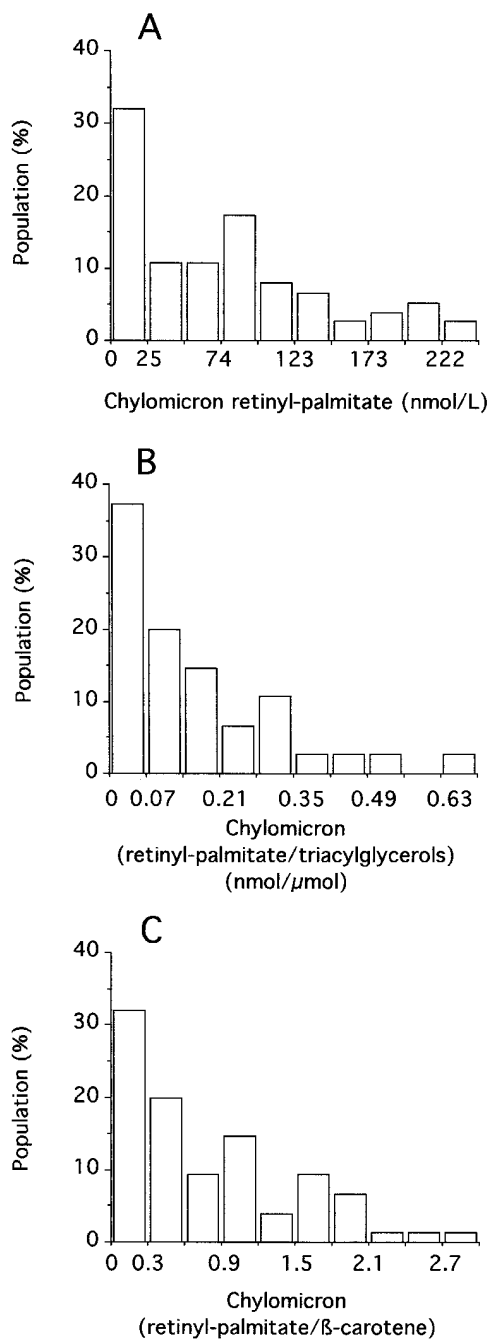 A
Population (%)
40
30
20
10
0
0 25 74 123 173 222
Chylomicron retinyl-palmitate (nmol/L)
B
Population (%)
40
30
20
10
0
0 0.07 0.21 0.35 0.49 0.63
Chylomicron
(retinyl-palmitate/triacylglycerols)
(nmol/µmol)
C
Population (%)
40
30
20
10
0
0 0.3 0.9 1.5 2.1 2.7
Chylomicron
(retinyl-palmitate/ß-carotene)